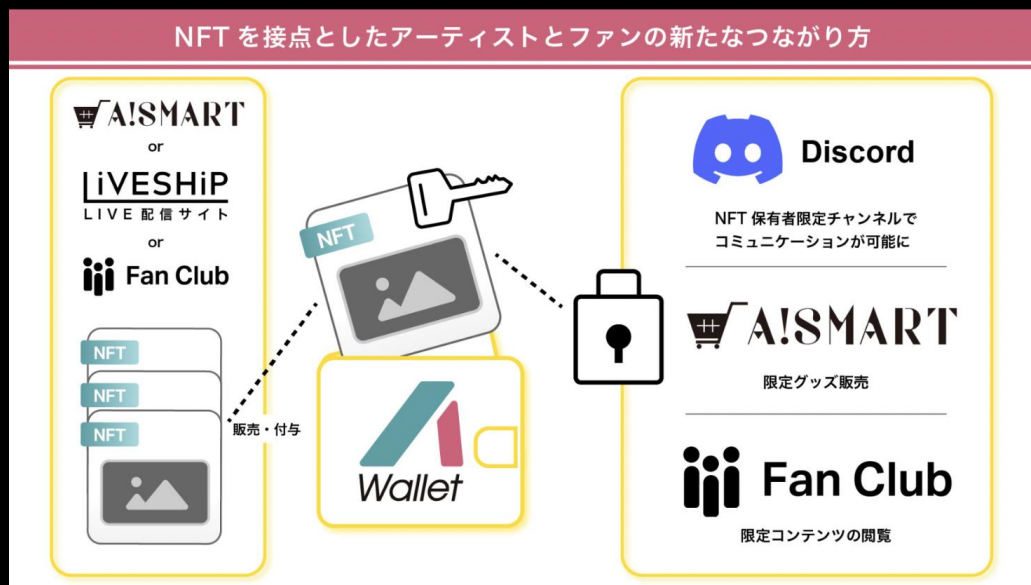 NFT を接点としたアーティストとファンの新たなつながり方
A!SMART
or
LiVESHiP
LIVE 配信サイト
or
Fan Club
NFT
NFT
NFT
販売・付与
NFT
Wallet
Discord
NFT 保有者限定チャンネルで
コミュニケーションが可能に
A!SMART
限定グッズ販売
Fan Club
限定コンテンツの閲覧